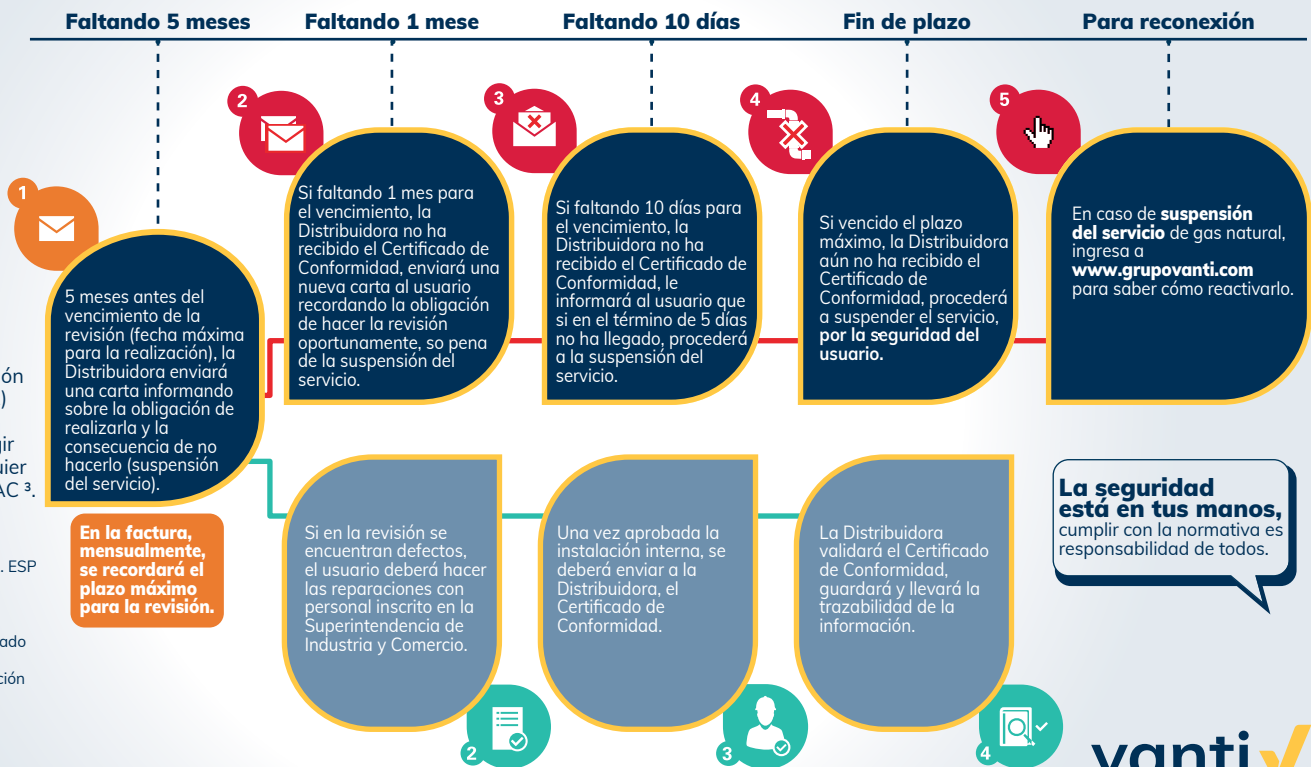 Faltando 5 meses
Faltando 1 mese
Faltando 10 días
Fin de plazo
Para reconexión
1
5 meses antes del
vencimiento de la
revisión (fecha máxima
para la realización), la
Distribuidora enviará
una carta informando
sobre la obligación de
realizarla y la
consecuencia de no
hacerlo (suspensión
del servicio).
En la factura,
mensualmente,
se recordará el
plazo máximo
para la revisión.
2
Si faltando 1 mes para
el vencimiento, la
Distribuidora no ha
recibido el Certificado de
Conformidad, enviará una
nueva carta al usuario
recordando la obligación
de hacer la revisión
oportunamente, so pena
de la suspensión del
servicio.
3
Si faltando 10 días para
el vencimiento, la
Distribuidora no ha
recibido el Certificado de
Conformidad, le
informará al usuario que
si en el término de 5 días
no ha llegado, procederá
a la suspensión del
servicio.
4
Si vencido el plazo
máximo, la Distribuidora
aún no ha recibido el
Certificado de
Conformidad, procederá
a suspender el servicio,
por la seguridad del
usuario.
5
En caso de suspensión
del servicio de gas natural,
ingresa a
www.grupovanti.com
para saber cómo reactivarlo.
Si en la revisión se
encuentran defectos,
el usuario deberá hacer
las reparaciones con
personal inscrito en la
Superintendencia de
Industria y Comercio.
2
Una vez aprobada la
instalación interna, se
deberá enviar a la
Distribuidora, el
Certificado de
Conformidad.
3
La Distribuidora
validará el Certificado
de Conformidad,
guardará y llevará la
trazabilidad de la
información.
4
La seguridad
está en tus manos,
cumplir con la normativa es
responsabilidad de todos.
ón
)
gir
uier
AC ³.
. ESP
ado
ción
vanti